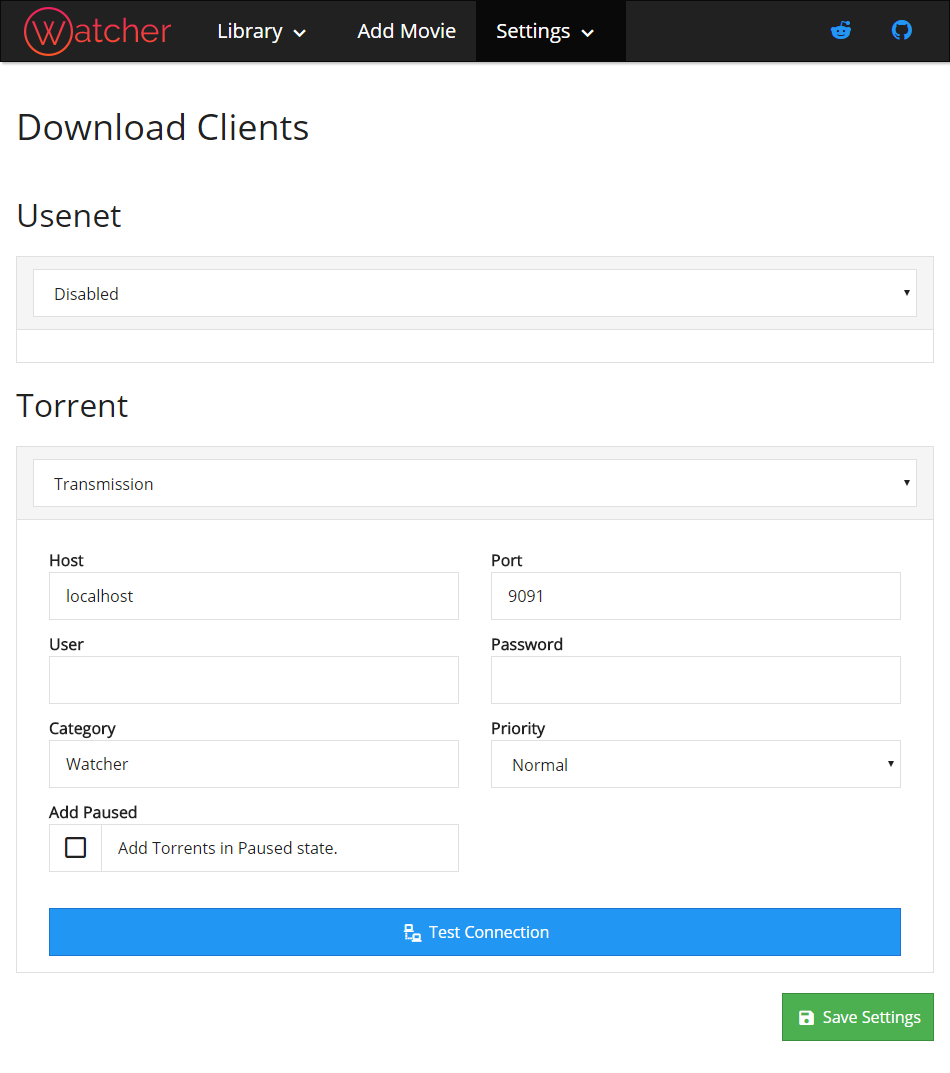 Watcher Library Add Movie Settings
Download Clients
Usenet
Disabled
Torrent
Transmission
Host Port
localhost 9091
User Password
Category Priority
Watcher Normal
Add Paused
Add Torrents in Paused state.
Test Connection
Save Settings